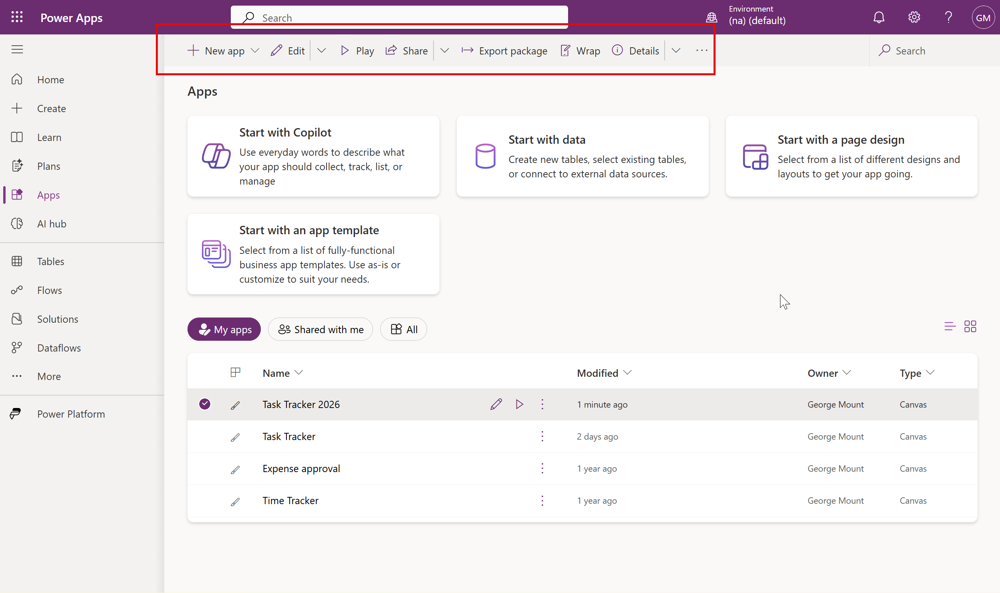 Power Apps
Search
Environment
(na) (default)
GM
New app
Edit
Play
Share
Export package
Wrap
Details
Search
Home
Create
Learn
Plans
Apps
AI hub
Tables
Flows
Solutions
Dataflows
More
Power Platform
Apps
Start with Copilot
Use everyday words to describe what
your app should collect, track, list, or
manage
Start with data
Create new tables, select existing tables,
or connect to external data sources.
Start with a page design
Select from a list of different designs and
layouts to get your app going.
Start with an app template
Select from a list of fully-functional
business app templates. Use as-is or
customize to suit your needs.
My apps
Shared with me
All
Name Modified Owner Type
Task Tracker 2026 1 minute ago George Mount Canvas
Task Tracker 2 days ago George Mount Canvas
Expense approval 1 year ago George Mount Canvas
Time Tracker 1 year ago George Mount Canvas